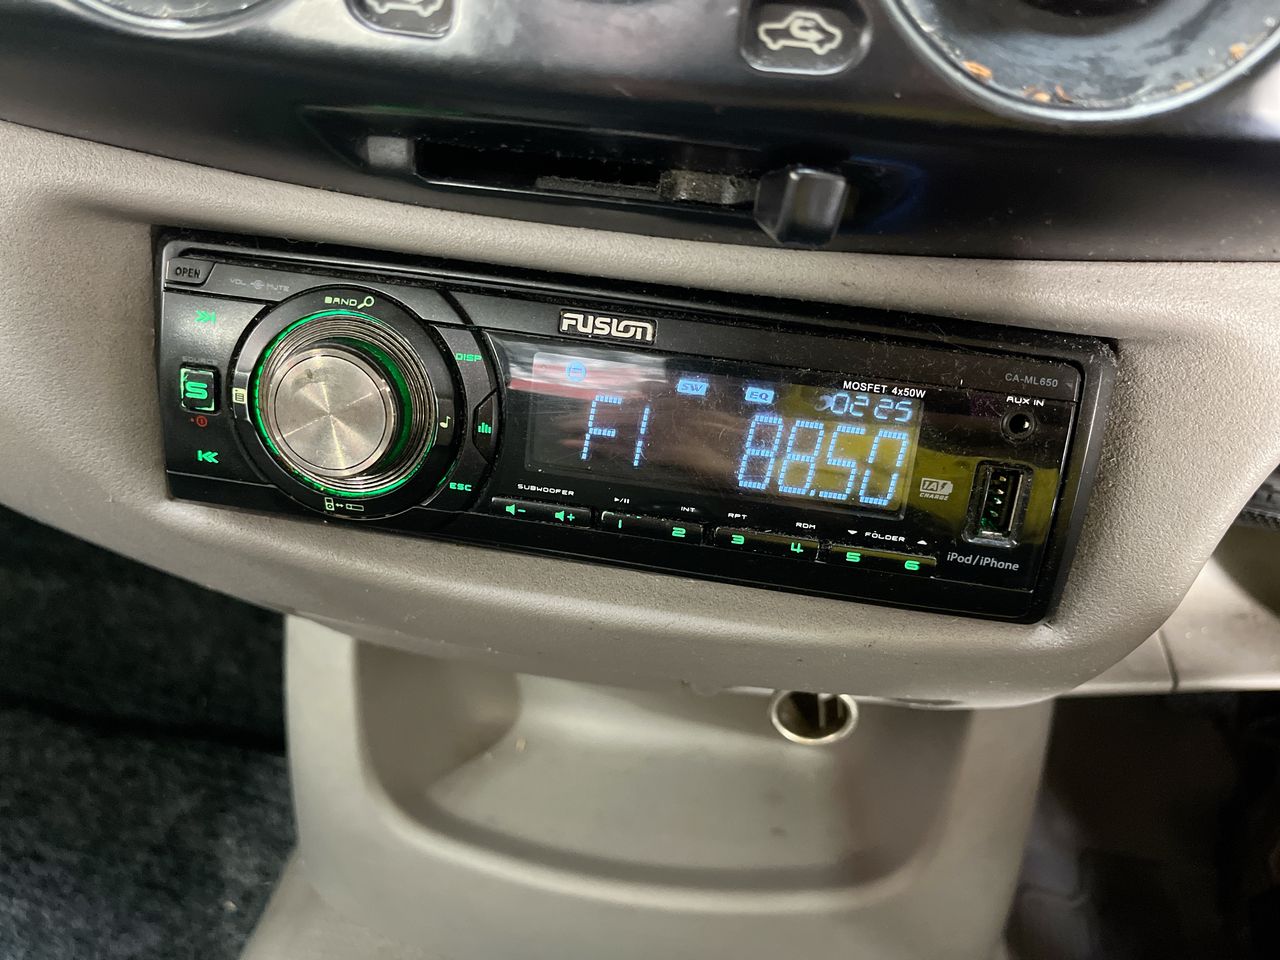 OPEN
VOL MUTE
BAND
FUSION
DISP
SOURCE
S
MOSFET 4x50W
CA-ML650
AUX IN
SW
EQ
02:25
F1
88.50
1A
CHARGE
ESC
SUBWOOFER
INT
RPT
RDM
FOLDER
1 2 3 4 5 6
iPod/iPhone